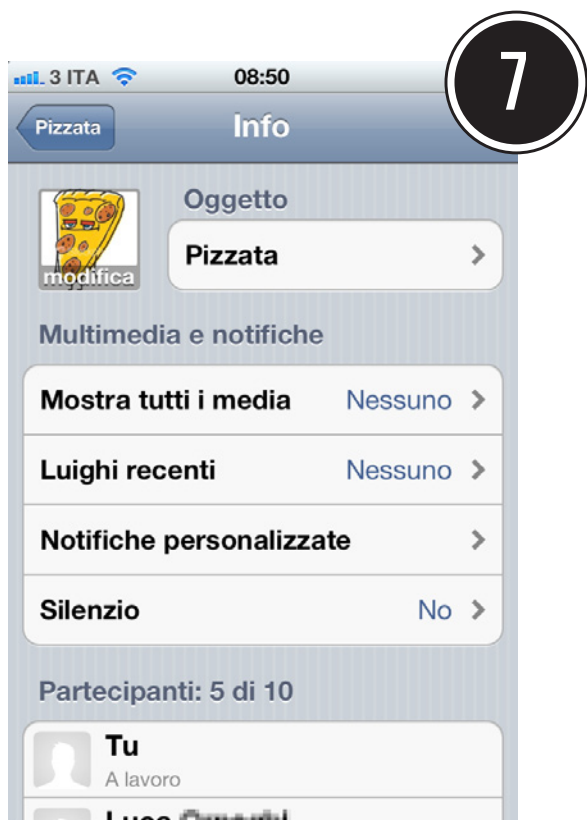 7
3 ITA 08:50
Pizzata Info
Oggetto
modifica
Pizzata
Multimedia e notifiche
Mostra tutti i media Nessuno
Luighi recenti Nessuno
Notifiche personalizzate
Silenzio No
Partecipanti: 5 di 10
Tu
A lavoro
Luca